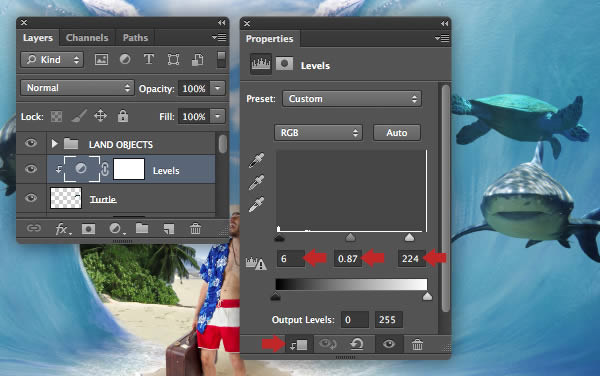 Layers Channels Paths
Kind
Normal Opacity: 100%
Lock: Fill: 100%
LAND OBJECTS
Levels
Turtle
fx
Properties
Levels
Preset: Custom
RGB Auto
6 0.87 224
Output Levels: 0 255